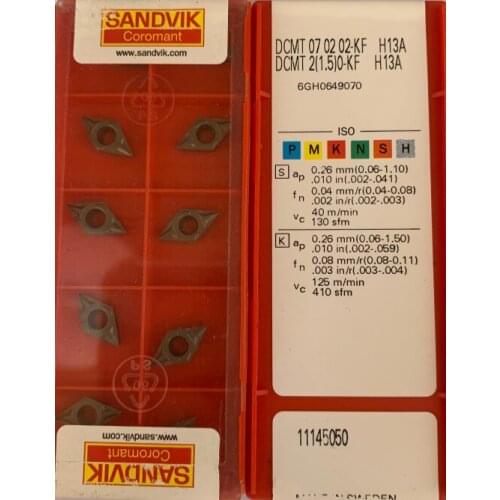 SANDVIK
Coromant
www.sandvik.com
www.sandvik.com
SANDVIK
Coromant
DCMT 07 02 02-KF H13A
DCMT 2(1.5)0-KF H13A
6GH0649070
ISO
P M K N S H
S ap 0.26 mm(0.06-1.10)
.010 in(.002-.041)
fn 0.04 mm/r(0.04-0.08)
.002 in/r(.002-.003)
vc 40 m/min
130 sfm
K ap 0.26 mm(0.06-1.50)
.010 in(.002-.059)
fn 0.08 mm/r(0.08-0.11)
.003 in/r(.003-.004)
vc 125 m/min
410 sfm
11145050